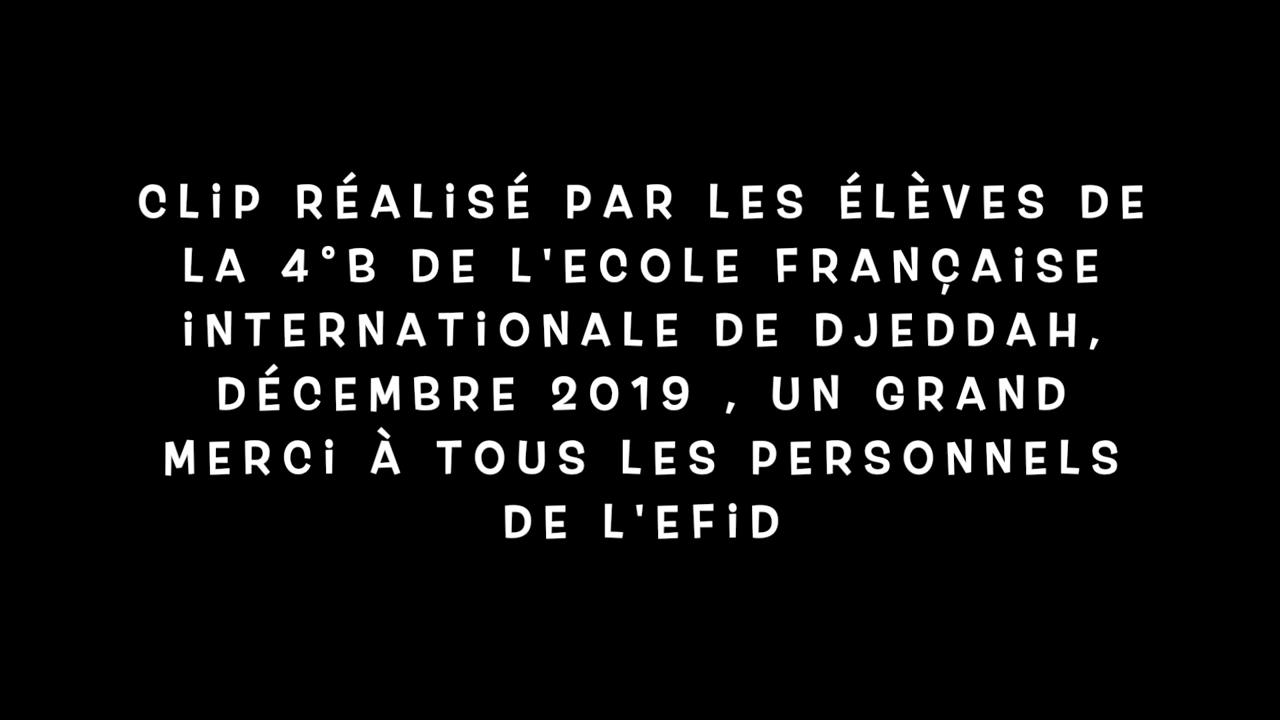 CLiP RÉALiSÉ PAR LES ÉLÈVES DE
LA 4°B DE L'ECOLE FRANÇAiSE
iNTERNATiONALE DE DJEDDAH,
DÉCEMBRE 2019 , UN GRAND
MERCi À TOUS LES PERSONNELS
DE L'EFiD